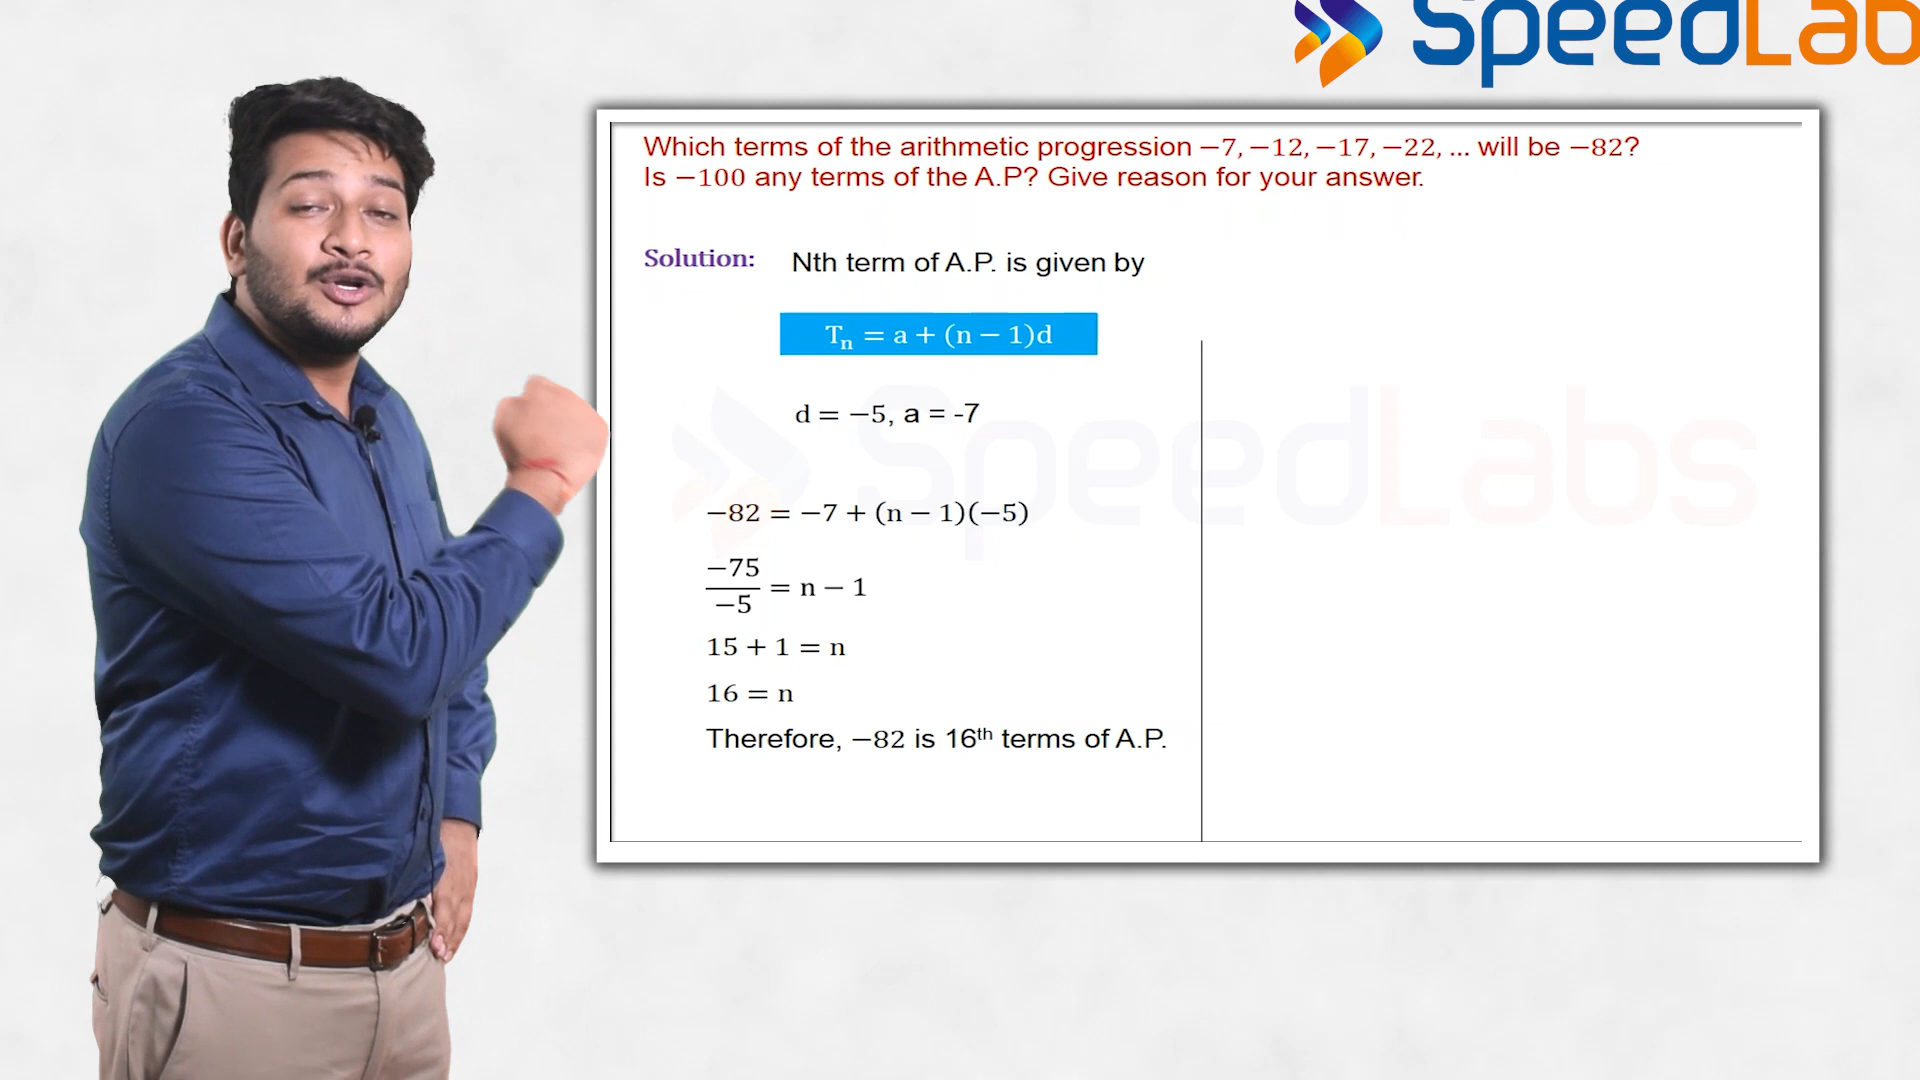 SpeedLab
Which terms of the arithmetic progression −7, −12, −17, −22, ... will be −82?
Is −100 any terms of the A.P? Give reason for your answer.
Solution: Nth term of A.P. is given by
Tₙ = a + (n − 1)d
d = −5, a = -7
SpeedLabs
−82 = −7 + (n − 1)(−5)
−75
−5
= n − 1
15 + 1 = n
16 = n
Therefore, −82 is 16ᵗʰ terms of A.P.